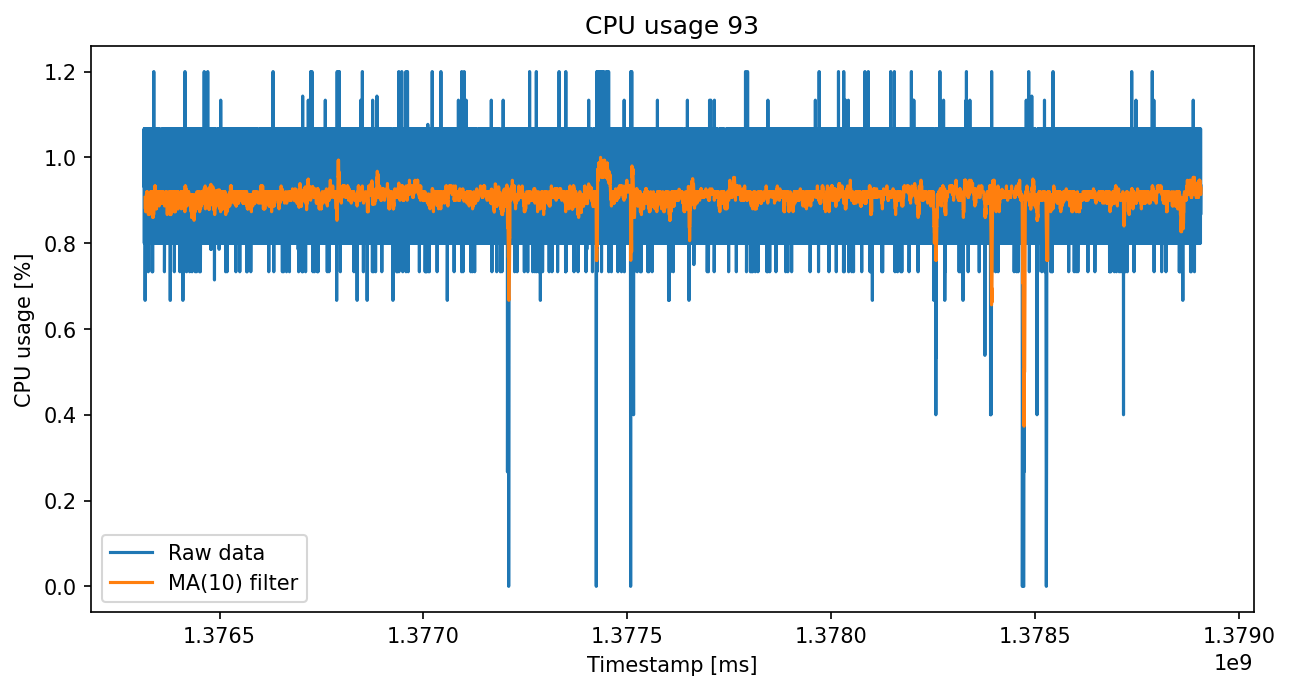 CPU usage 93
CPU usage [%]
1.2
1.0
0.8
0.6
0.4
0.2
0.0
Raw data
MA(10) filter
1.3765
1.3770
1.3775
1.3780
1.3785
1.3790
1e9
Timestamp [ms]